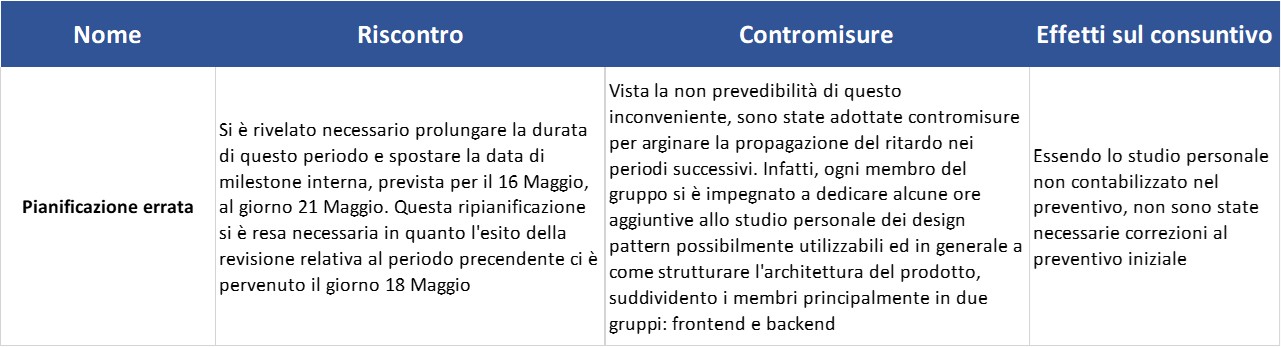 Nome
Riscontro
Contromisure
Effetti sul consuntivo
Pianificazione errata
Si è rivelato necessario prolungare la durata
di questo periodo e spostare la data di
milestone interna, prevista per il 16 Maggio,
al giorno 21 Maggio. Questa ripianificazione
si è resa necessaria in quanto l'esito della
revisione relativa al periodo precendente ci è
pervenuto il giorno 18 Maggio
Vista la non prevedibilità di questo
inconveniente, sono state adottate contromisure
per arginare la propagazione del ritardo nei
periodi successivi. Infatti, ogni membro del
gruppo si è impegnato a dedicare alcune ore
aggiuntive allo studio personale dei design
pattern possibilmente utilizzabili ed in generale a
come strutturare l'architettura del prodotto,
suddividento i membri principalmente in due
gruppi: frontend e backend
Essendo lo studio personale
non contabilizzato nel
preventivo, non sono state
necessarie correzioni al
preventivo iniziale